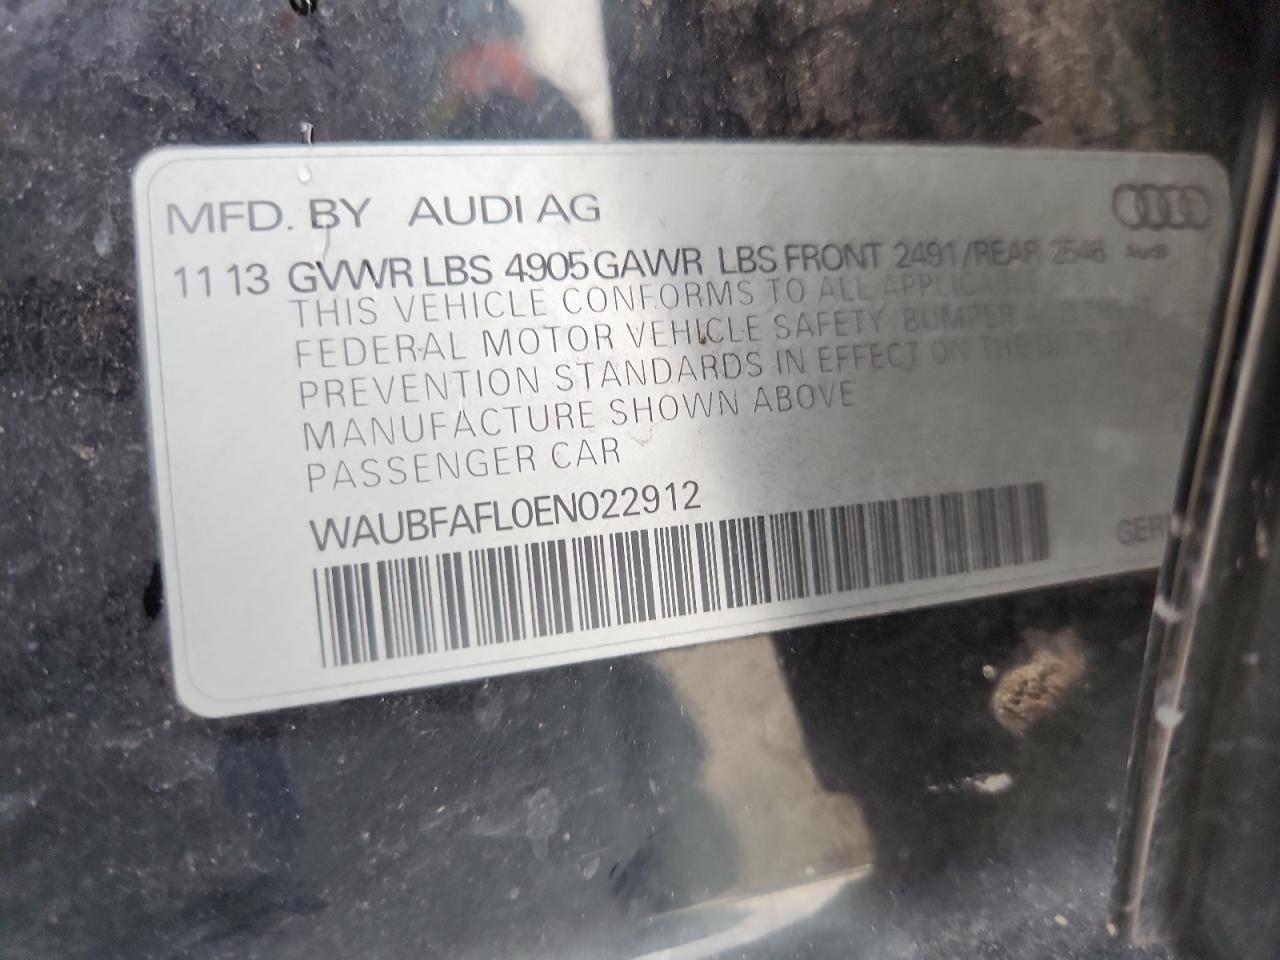 MFD. BY AUDI AG
11 13 GVWR LBS 4905 GAWR LBS FRONT 2491/REAR 2546 Audi
THIS VEHICLE CONFORMS TO ALL
FEDERAL MOTOR VEHICLE SAFETY BUMPER
PREVENTION STANDARDS IN EFFECT ON THE
MANUFACTURE SHOWN ABOVE
PASSENGER CAR
WAUBFAFL0EN022912